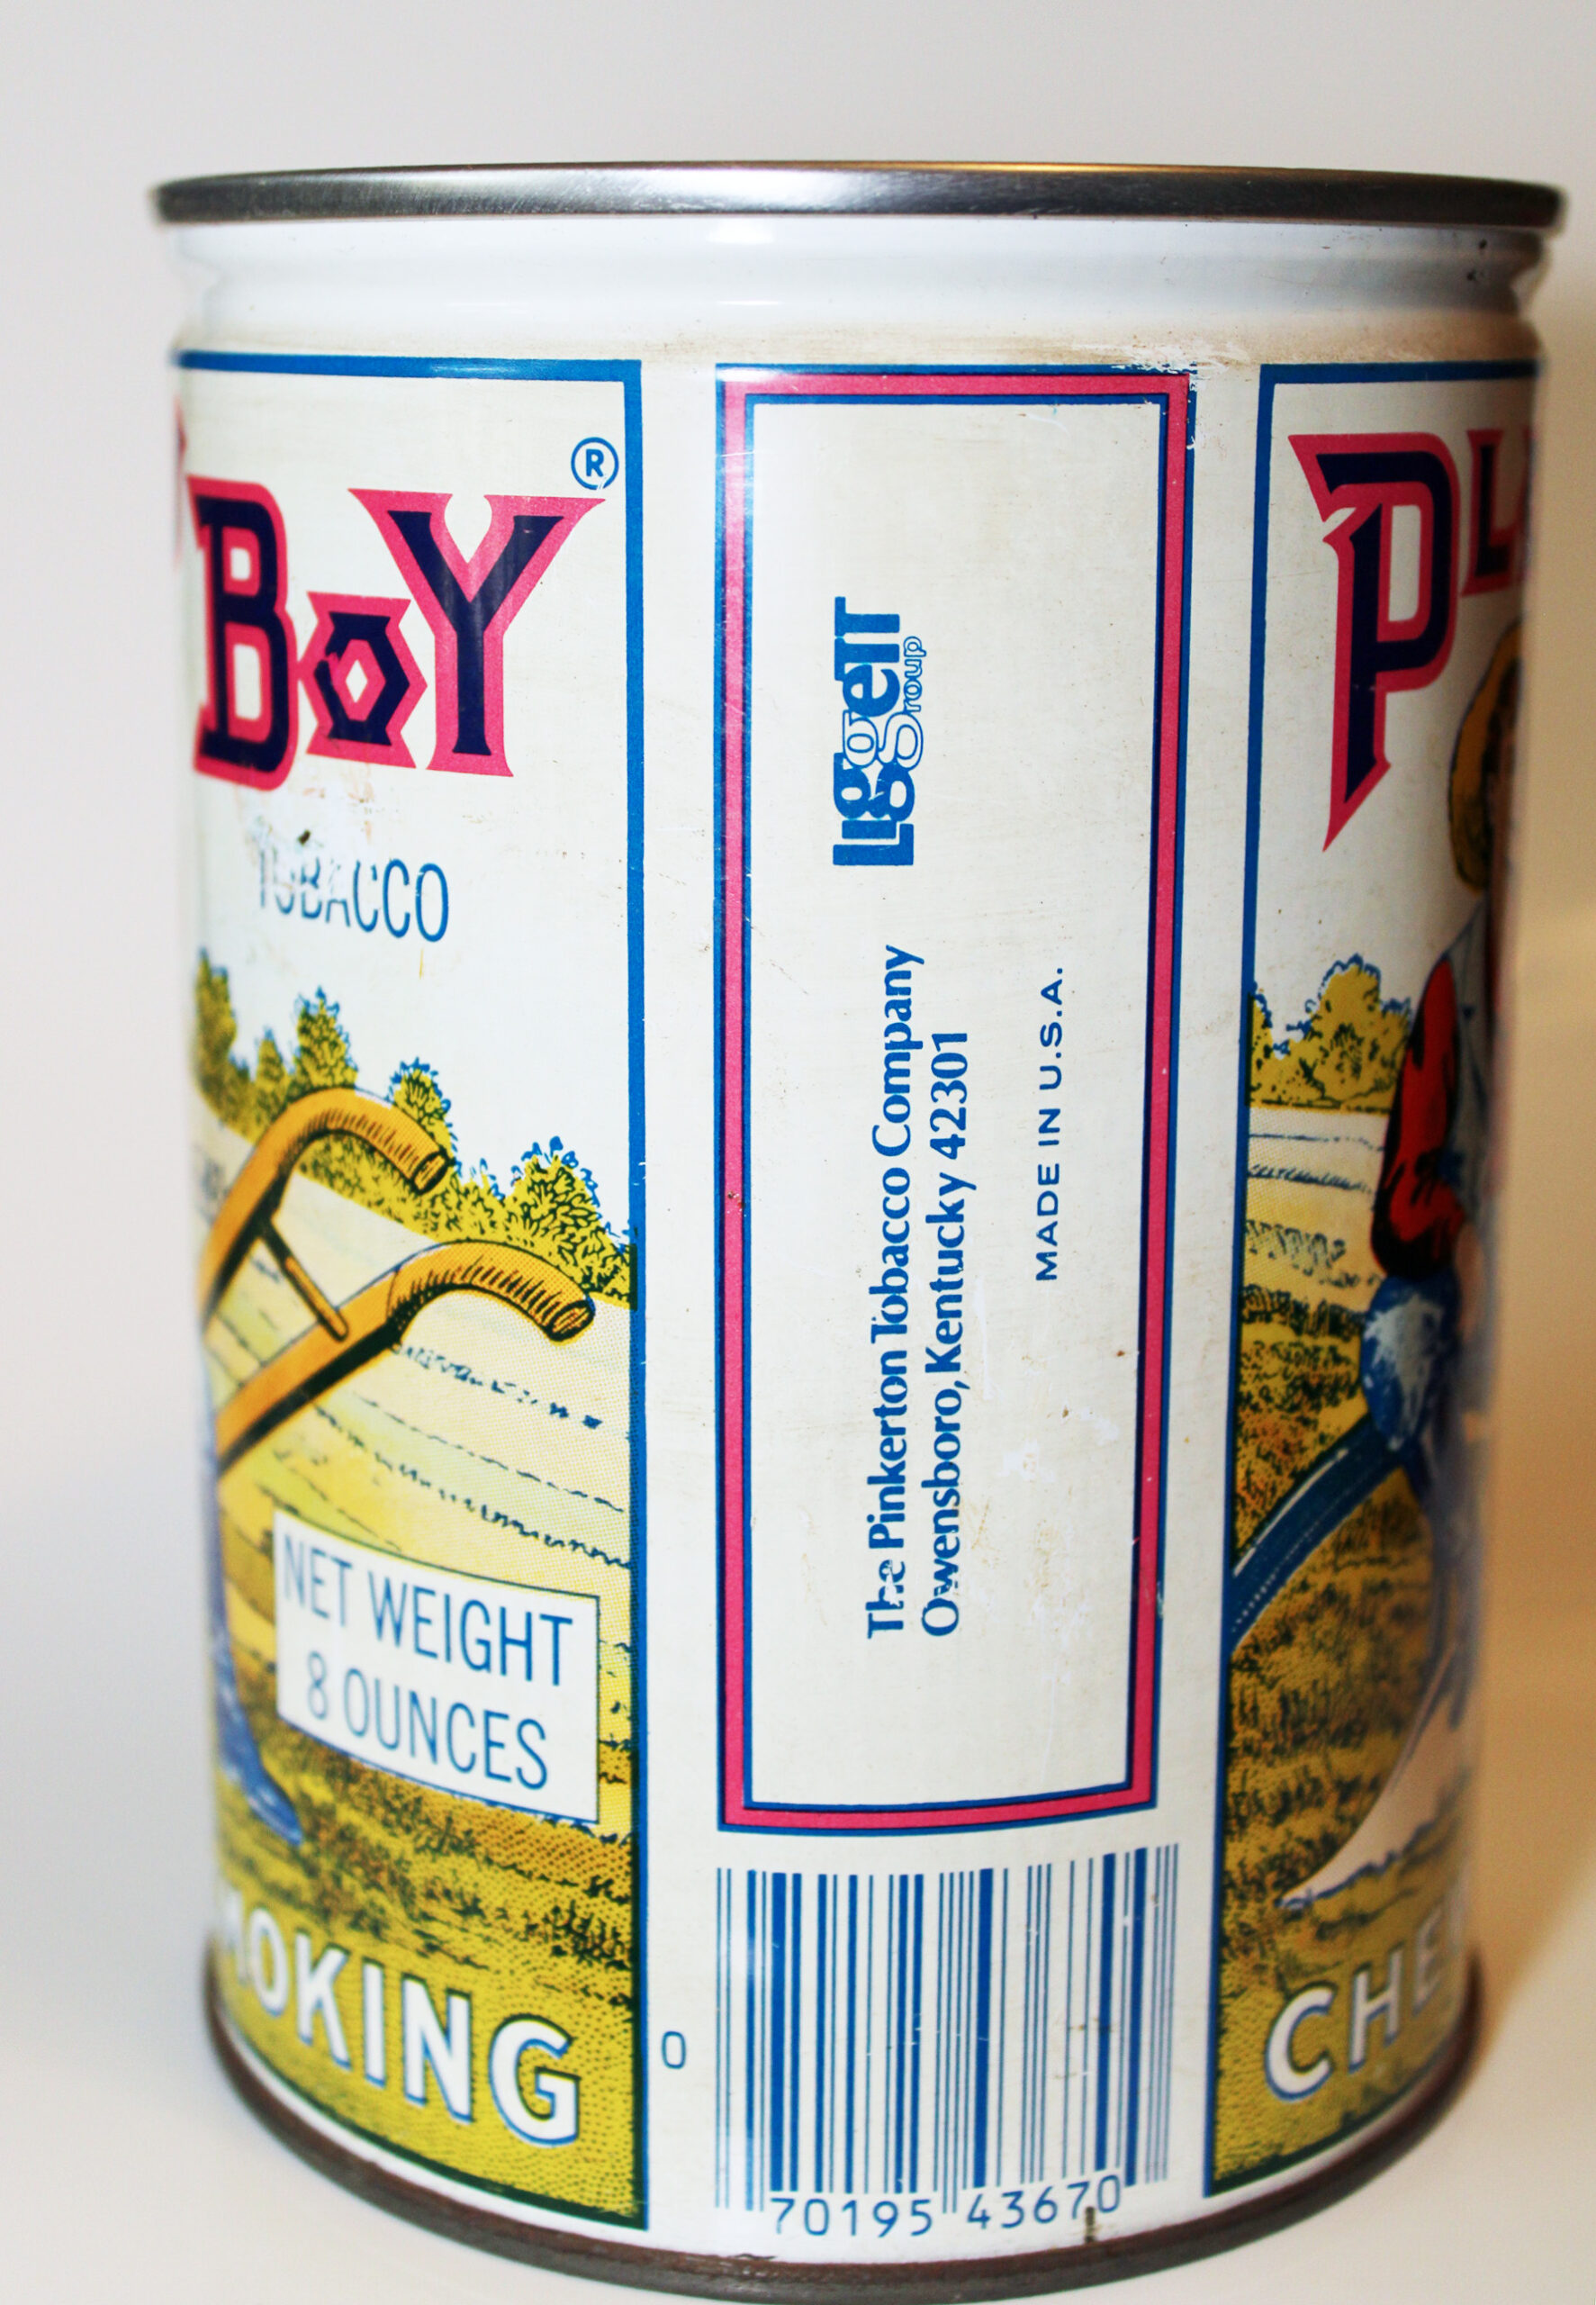 BOY ®
TOBACCO
NET WEIGHT
8 OUNCES
MOKING
Liggett
Group
The Pinkerton Tobacco Company
Owensboro, Kentucky 42301
MADE IN U.S.A.
0 70195 43670
PL
CHE